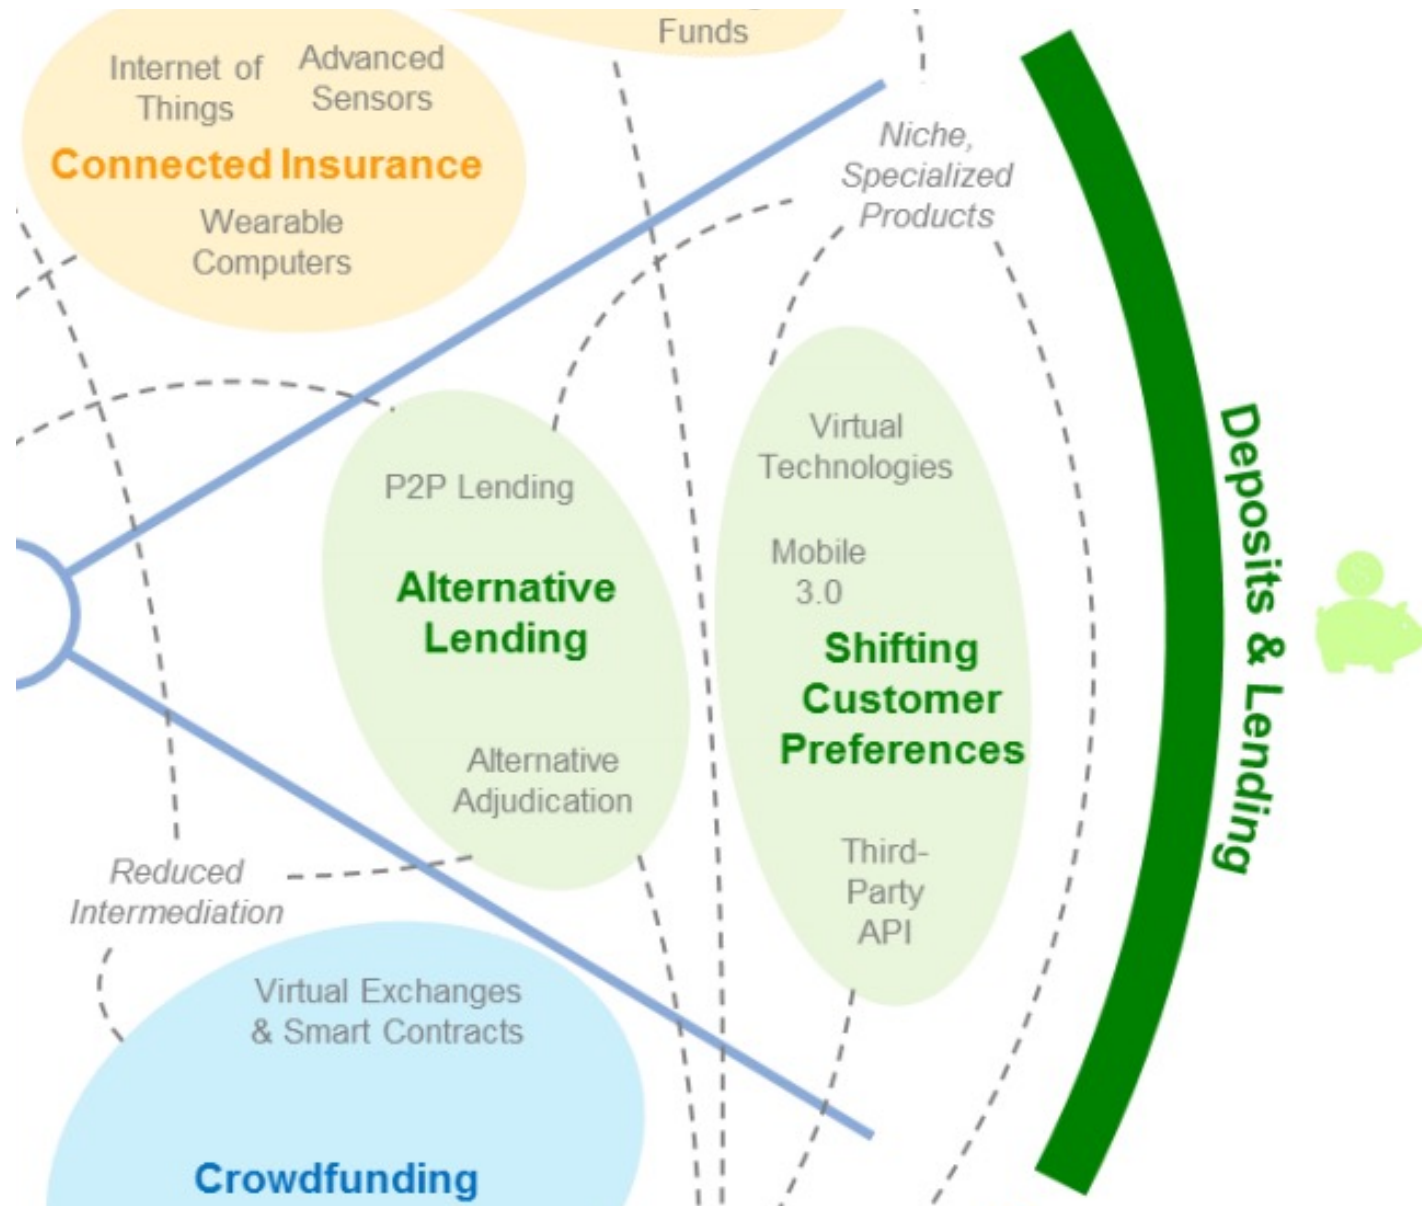 Funds
Internet of
Things
Advanced
Sensors
Connected Insurance
Wearable
Computers
Niche,
Specialized
Products
P2P Lending
Alternative
Lending
Alternative
Adjudication
Virtual
Technologies
Mobile
3.0
Shifting
Customer
Preferences
Third-
Party
API
Deposits & Lending
Reduced
Intermediation
Virtual Exchanges
& Smart Contracts
Crowdfunding